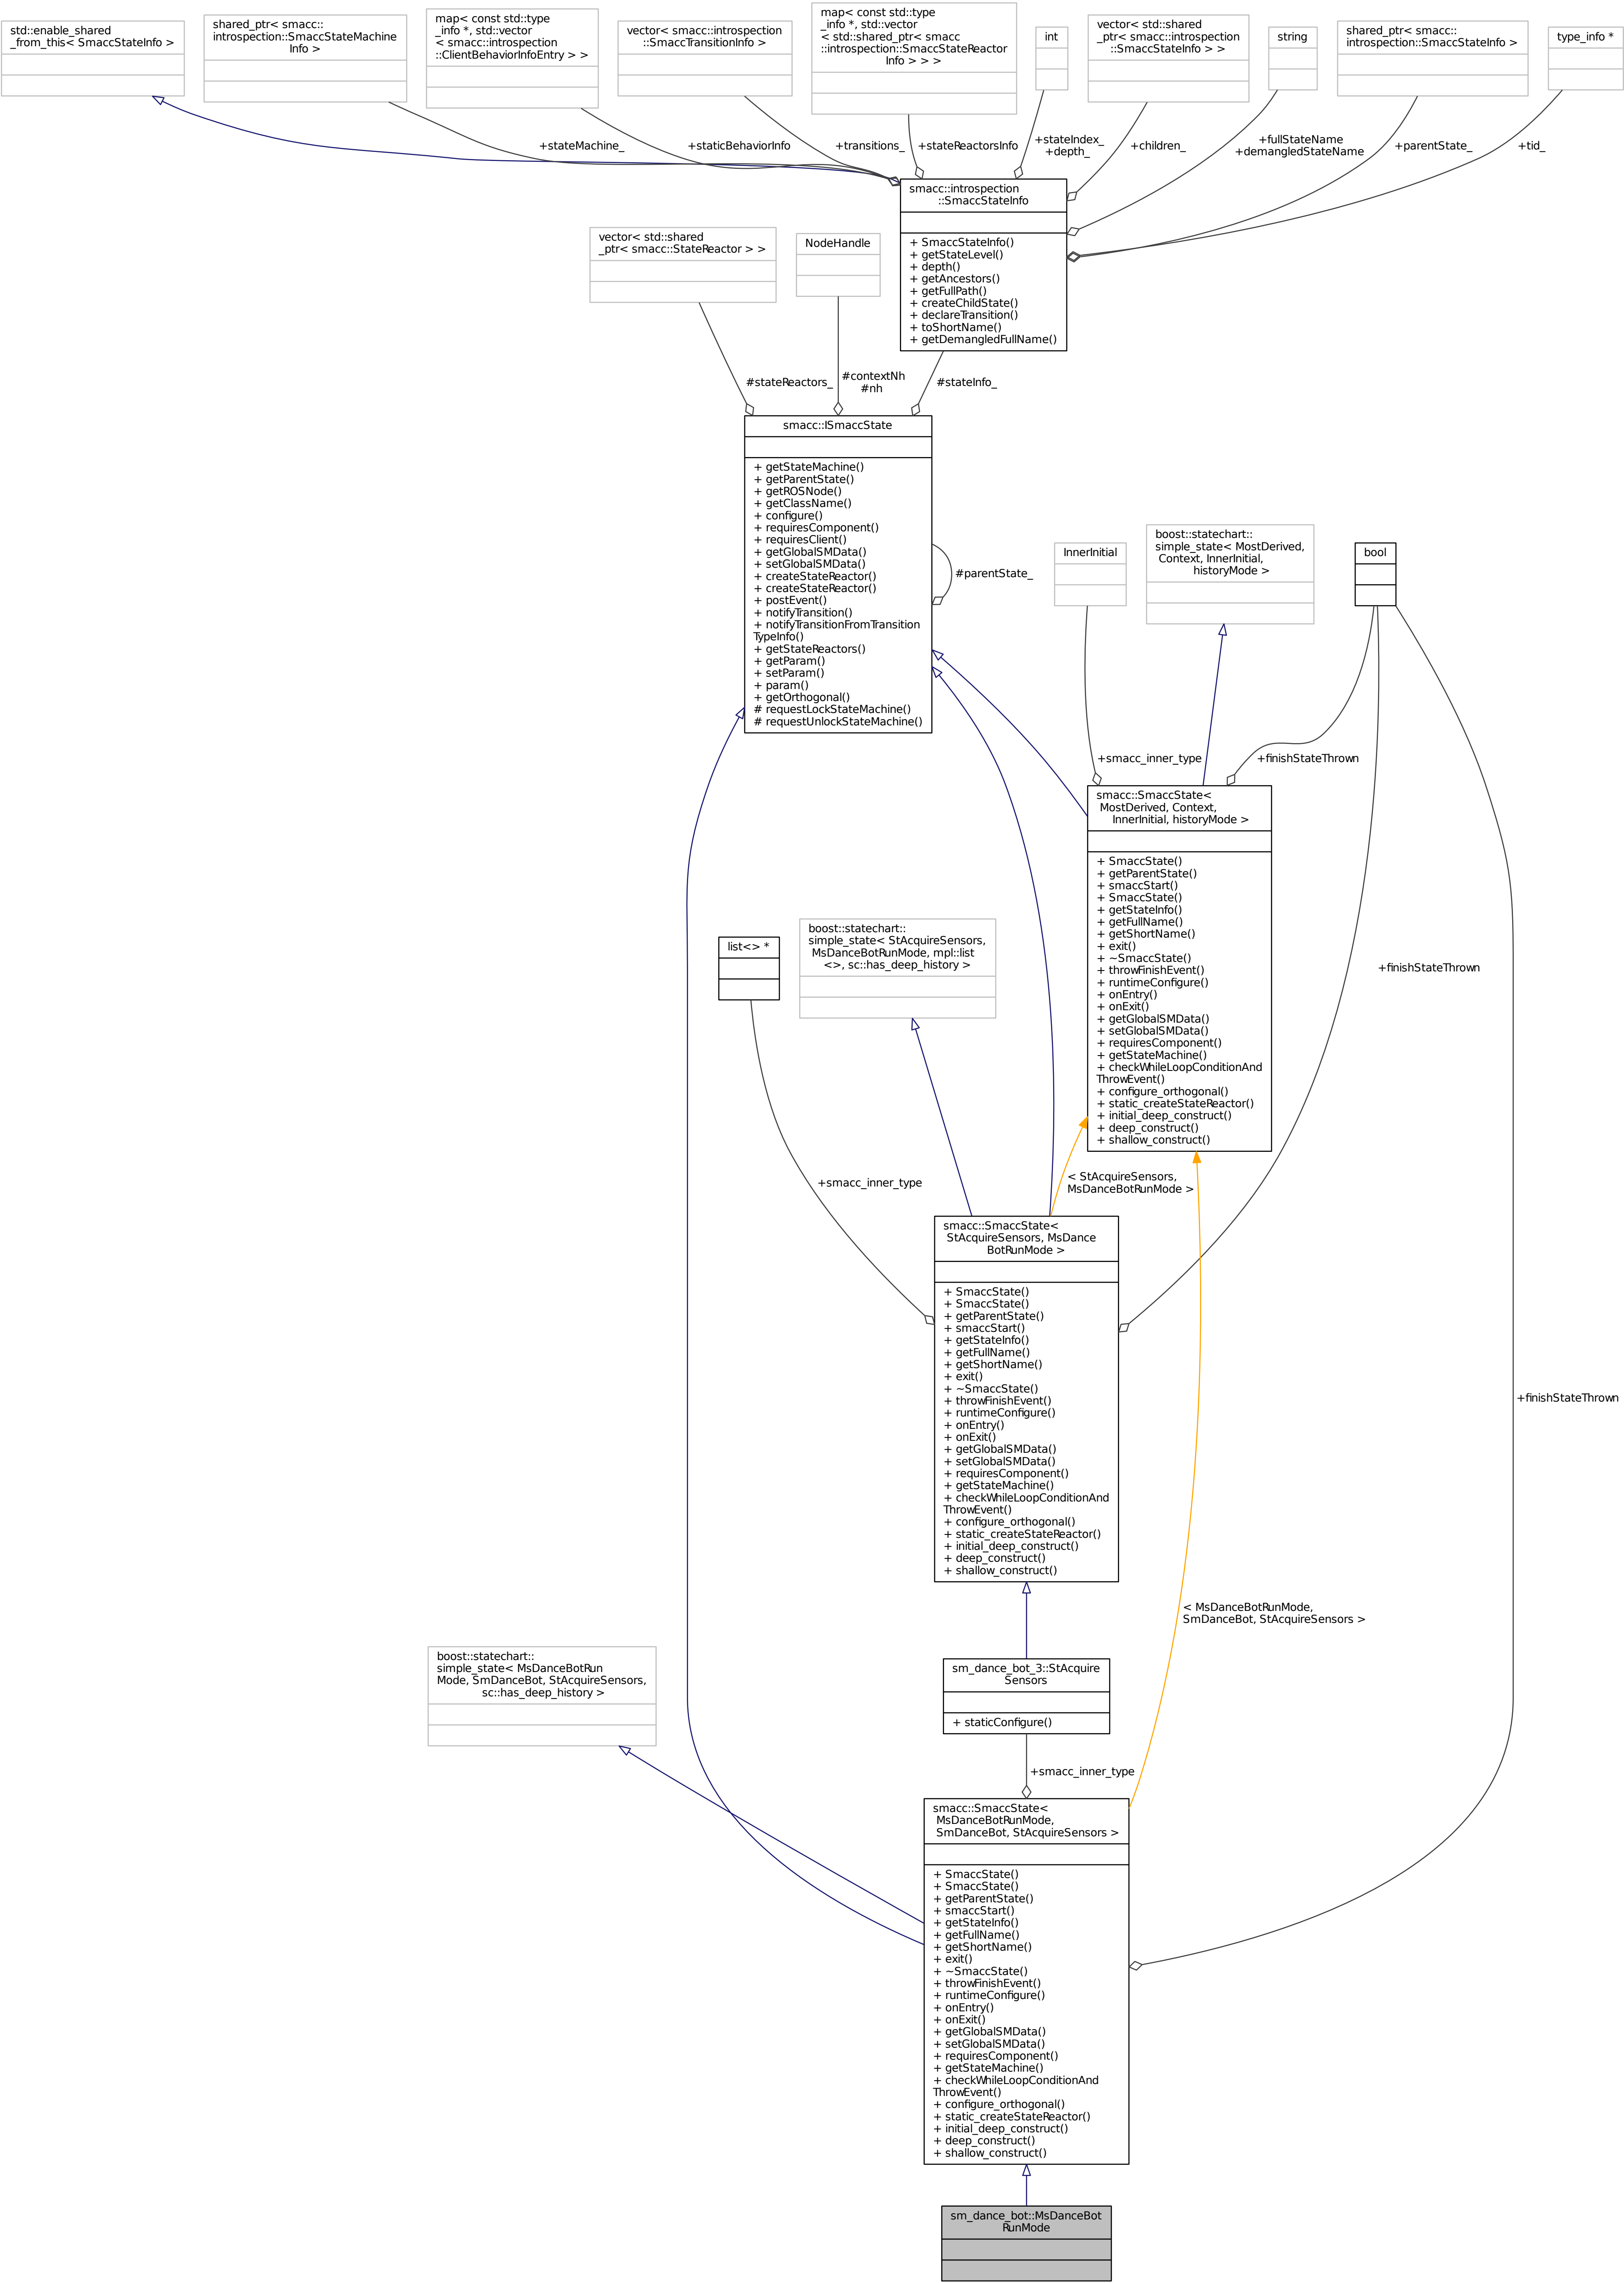 std::enable_shared
_from_this< SmaccStateInfo >
shared_ptr< smacc::
introspection::SmaccStateMachine
Info >
map< const std::type
_info *, std::vector
< smacc::introspection
::ClientBehaviorInfoEntry > >
vector< smacc::introspection
::SmaccTransitionInfo >
map< const std::type
_info *, std::vector
< std::shared_ptr< smacc
::introspection::SmaccStateReactor
Info > > >
int
vector< std::shared
_ptr< smacc::introspection
::SmaccStateInfo > >
string
shared_ptr< smacc::
introspection::SmaccStateInfo >
type_info *
+stateMachine_
+staticBehaviorInfo
+transitions_
+stateReactorsInfo
+stateIndex_
+depth_
+children_
+fullStateName
+demangledStateName
+parentState_
+tid_
smacc::introspection
::SmaccStateInfo
+ SmaccStateInfo()
+ getStateLevel()
+ depth()
+ getAncestors()
+ getFullPath()
+ createChildState()
+ declareTransition()
+ toShortName()
+ getDemangledFullName()
vector< std::shared
_ptr< smacc::StateReactor > >
NodeHandle
#stateReactors_
#contextNh
#nh
#stateInfo_
smacc::ISmaccState
+ getStateMachine()
+ getParentState()
+ getROSNode()
+ getClassName()
+ configure()
+ requiresComponent()
+ requiresClient()
+ getGlobalSMData()
+ setGlobalSMData()
+ createStateReactor()
+ createStateReactor()
+ postEvent()
+ notifyTransition()
+ notifyTransitionFromTransition
TypeInfo()
+ getStateReactors()
+ getParam()
+ setParam()
+ param()
+ getOrthogonal()
# requestLockStateMachine()
# requestUnlockStateMachine()
#parentState_
InnerInitial
boost::statechart::
simple_state< MostDerived,
Context, InnerInitial,
historyMode >
bool
+smacc_inner_type
+finishStateThrown
smacc::SmaccState<
MostDerived, Context,
InnerInitial, historyMode >
+ SmaccState()
+ getParentState()
+ smaccStart()
+ SmaccState()
+ getStateInfo()
+ getFullName()
+ getShortName()
+ exit()
+ ~SmaccState()
+ throwFinishEvent()
+ runtimeConfigure()
+ onEntry()
+ onExit()
+ getGlobalSMData()
+ setGlobalSMData()
+ requiresComponent()
+ getStateMachine()
+ checkWhileLoopConditionAnd
ThrowEvent()
+ configure_orthogonal()
+ static_createStateReactor()
+ initial_deep_construct()
+ deep_construct()
+ shallow_construct()
list<> *
boost::statechart::
simple_state< StAcquireSensors,
MsDanceBotRunMode, mpl::list
<>, sc::has_deep_history >
+finishStateThrown
+smacc_inner_type
< StAcquireSensors,
MsDanceBotRunMode >
smacc::SmaccState<
StAcquireSensors, MsDance
BotRunMode >
+ SmaccState()
+ SmaccState()
+ getParentState()
+ smaccStart()
+ getStateInfo()
+ getFullName()
+ getShortName()
+ exit()
+ ~SmaccState()
+ throwFinishEvent()
+ runtimeConfigure()
+ onEntry()
+ onExit()
+ getGlobalSMData()
+ setGlobalSMData()
+ requiresComponent()
+ getStateMachine()
+ checkWhileLoopConditionAnd
ThrowEvent()
+ configure_orthogonal()
+ static_createStateReactor()
+ initial_deep_construct()
+ deep_construct()
+ shallow_construct()
+finishStateThrown
< MsDanceBotRunMode,
SmDanceBot, StAcquireSensors >
boost::statechart::
simple_state< MsDanceBotRun
Mode, SmDanceBot, StAcquireSensors,
sc::has_deep_history >
sm_dance_bot_3::StAcquire
Sensors
+ staticConfigure()
+smacc_inner_type
smacc::SmaccState<
MsDanceBotRunMode,
SmDanceBot, StAcquireSensors >
+ SmaccState()
+ SmaccState()
+ getParentState()
+ smaccStart()
+ getStateInfo()
+ getFullName()
+ getShortName()
+ exit()
+ ~SmaccState()
+ throwFinishEvent()
+ runtimeConfigure()
+ onEntry()
+ onExit()
+ getGlobalSMData()
+ setGlobalSMData()
+ requiresComponent()
+ getStateMachine()
+ checkWhileLoopConditionAnd
ThrowEvent()
+ configure_orthogonal()
+ static_createStateReactor()
+ initial_deep_construct()
+ deep_construct()
+ shallow_construct()
sm_dance_bot::MsDanceBot
RunMode